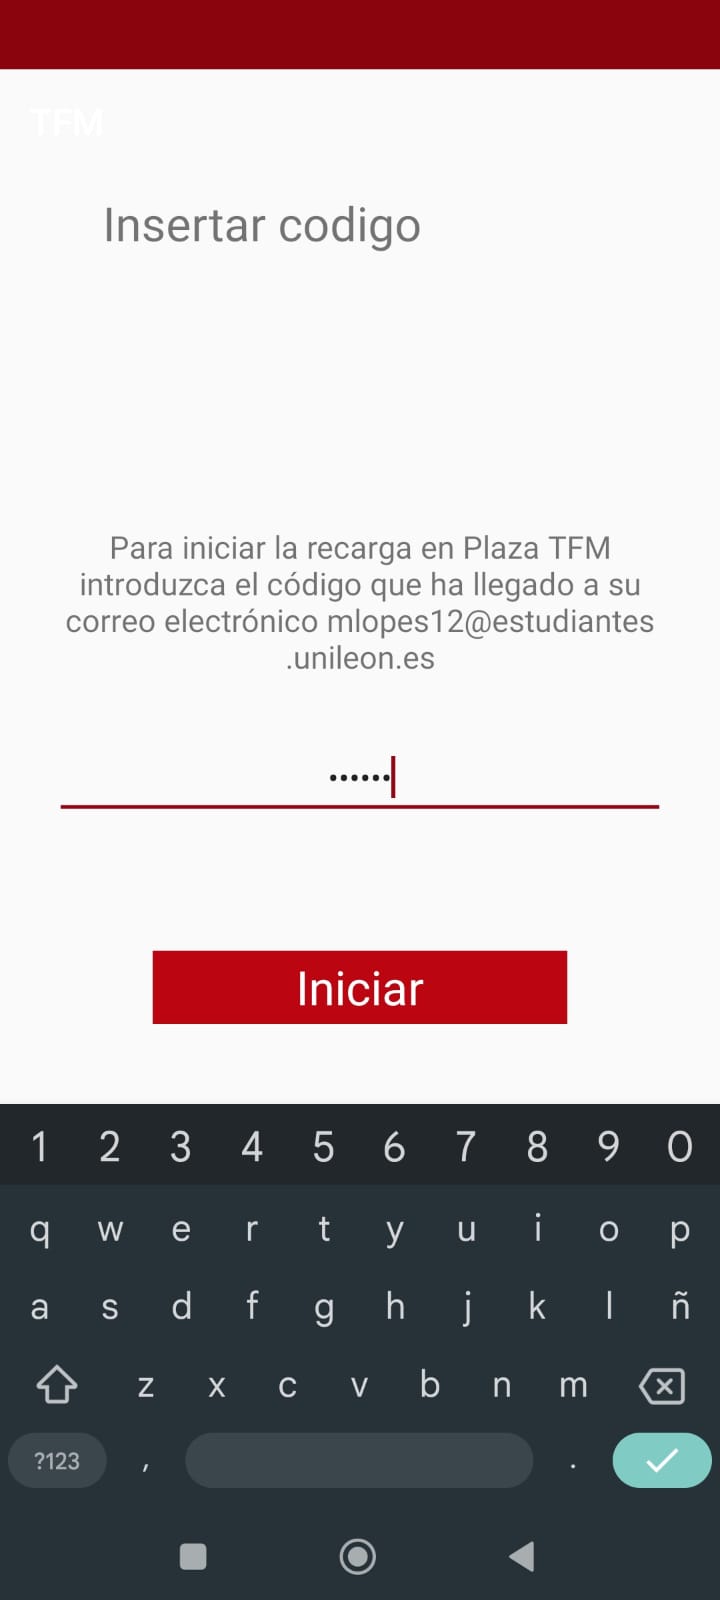 TFM
Insertar codigo
Para iniciar la recarga en Plaza TFM
introduzca el código que ha llegado a su
correo electrónico mlopes12@estudiantes
.unileon.es
••••••
Iniciar
1 2 3 4 5 6 7 8 9 0
q w e r t y u i o p
a s d f g h j k l ñ
z x c v b n m
?123 , .